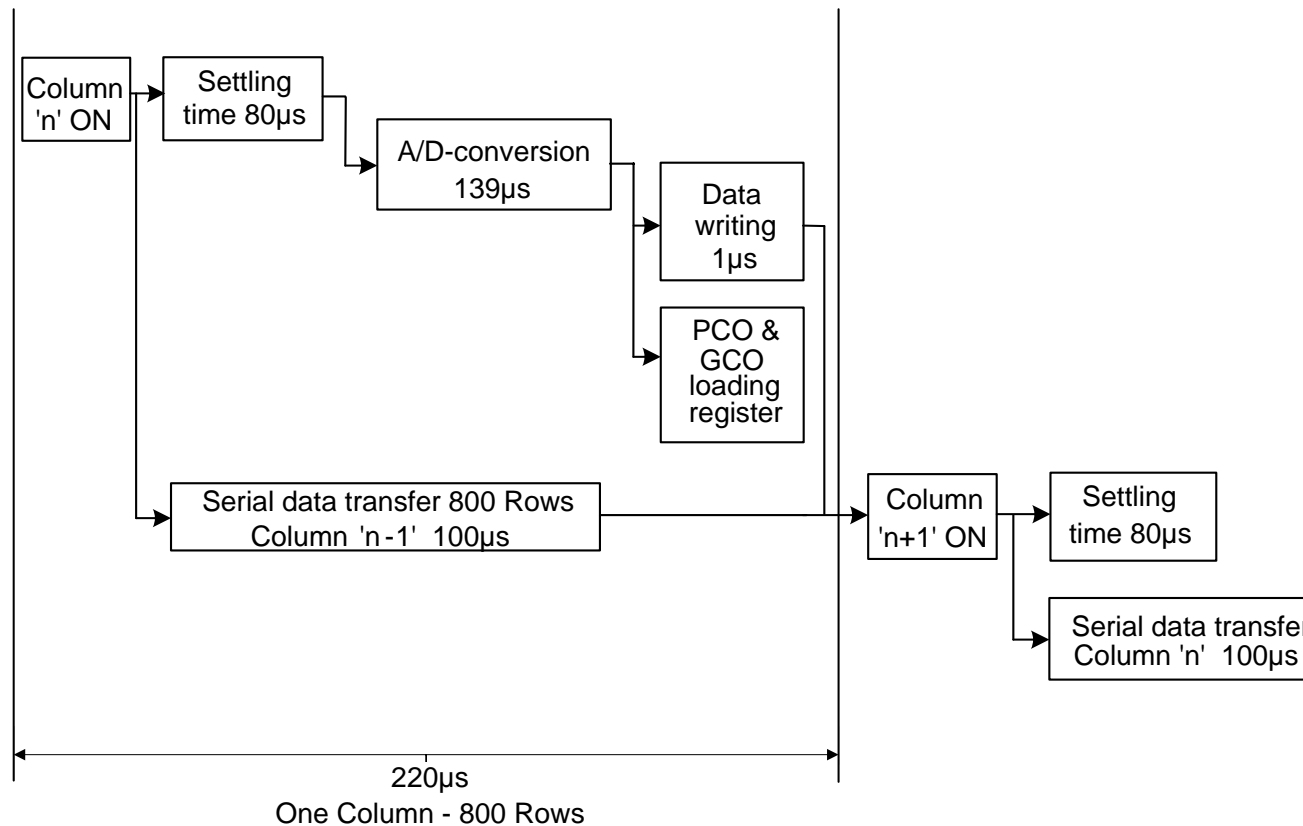 Column
'n' ON
Settling
time 80µs
A/D-conversion
139µs
Data
writing
1µs
PCO &
GCO
loading
register
Serial data transfer 800 Rows
Column 'n-1' 100µs
Column
'n+1' ON
Settling
time 80µs
Serial data transfer
Column 'n' 100µs
220µs
One Column - 800 Rows